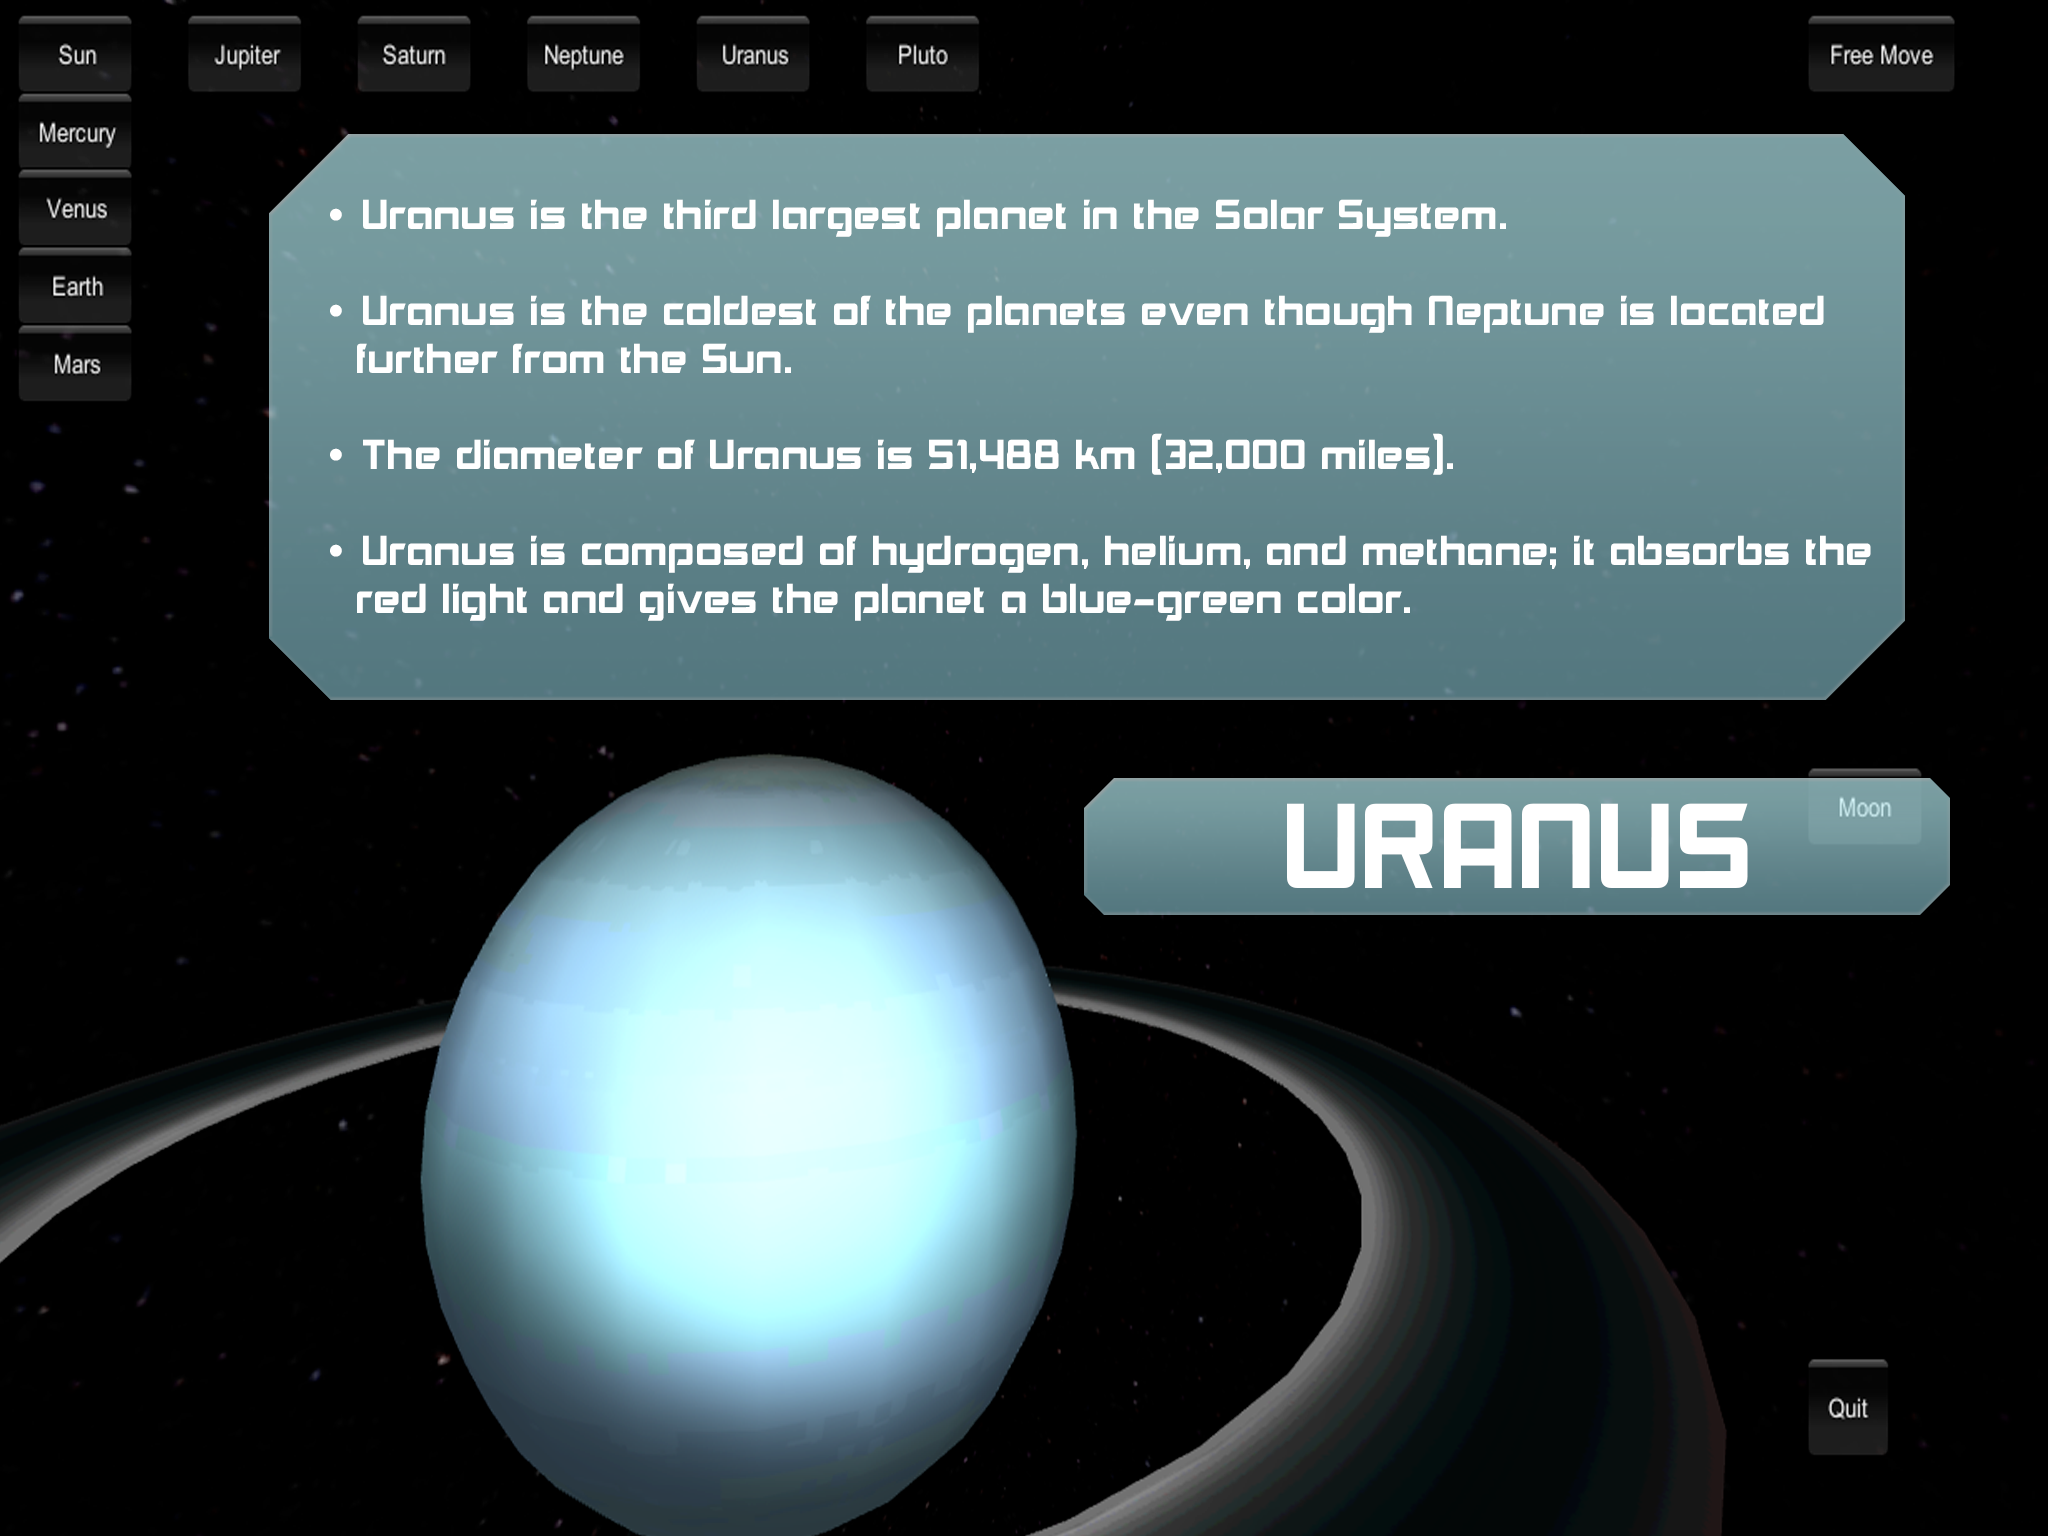 Sun Jupiter Saturn Neptune Uranus Pluto Free Move
Mercury
Venus
Earth
Mars
• Uranus is the third largest planet in the Solar System.
• Uranus is the coldest of the planets even though Neptune is located
further from the Sun.
• The diameter of Uranus is 51,488 km (32,000 miles).
• Uranus is composed of hydrogen, helium, and methane; it absorbs the
red light and gives the planet a blue-green color.
URANUS
Moon
Quit